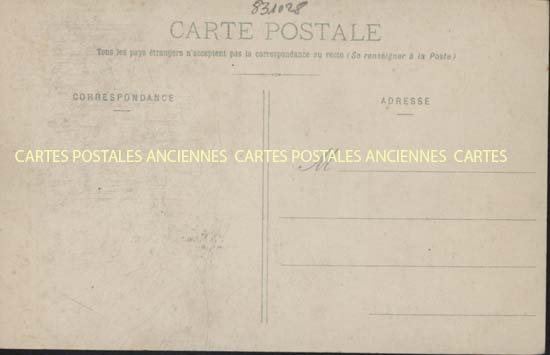 831028
CARTE POSTALE
Tous les pays étrangers n'acceptent pas la correspondance au recto (Se renseigner à la Poste)
CORRESPONDANCE
ADRESSE
CARTES POSTALES ANCIENNES CARTES POSTALES ANCIENNES CARTES
M